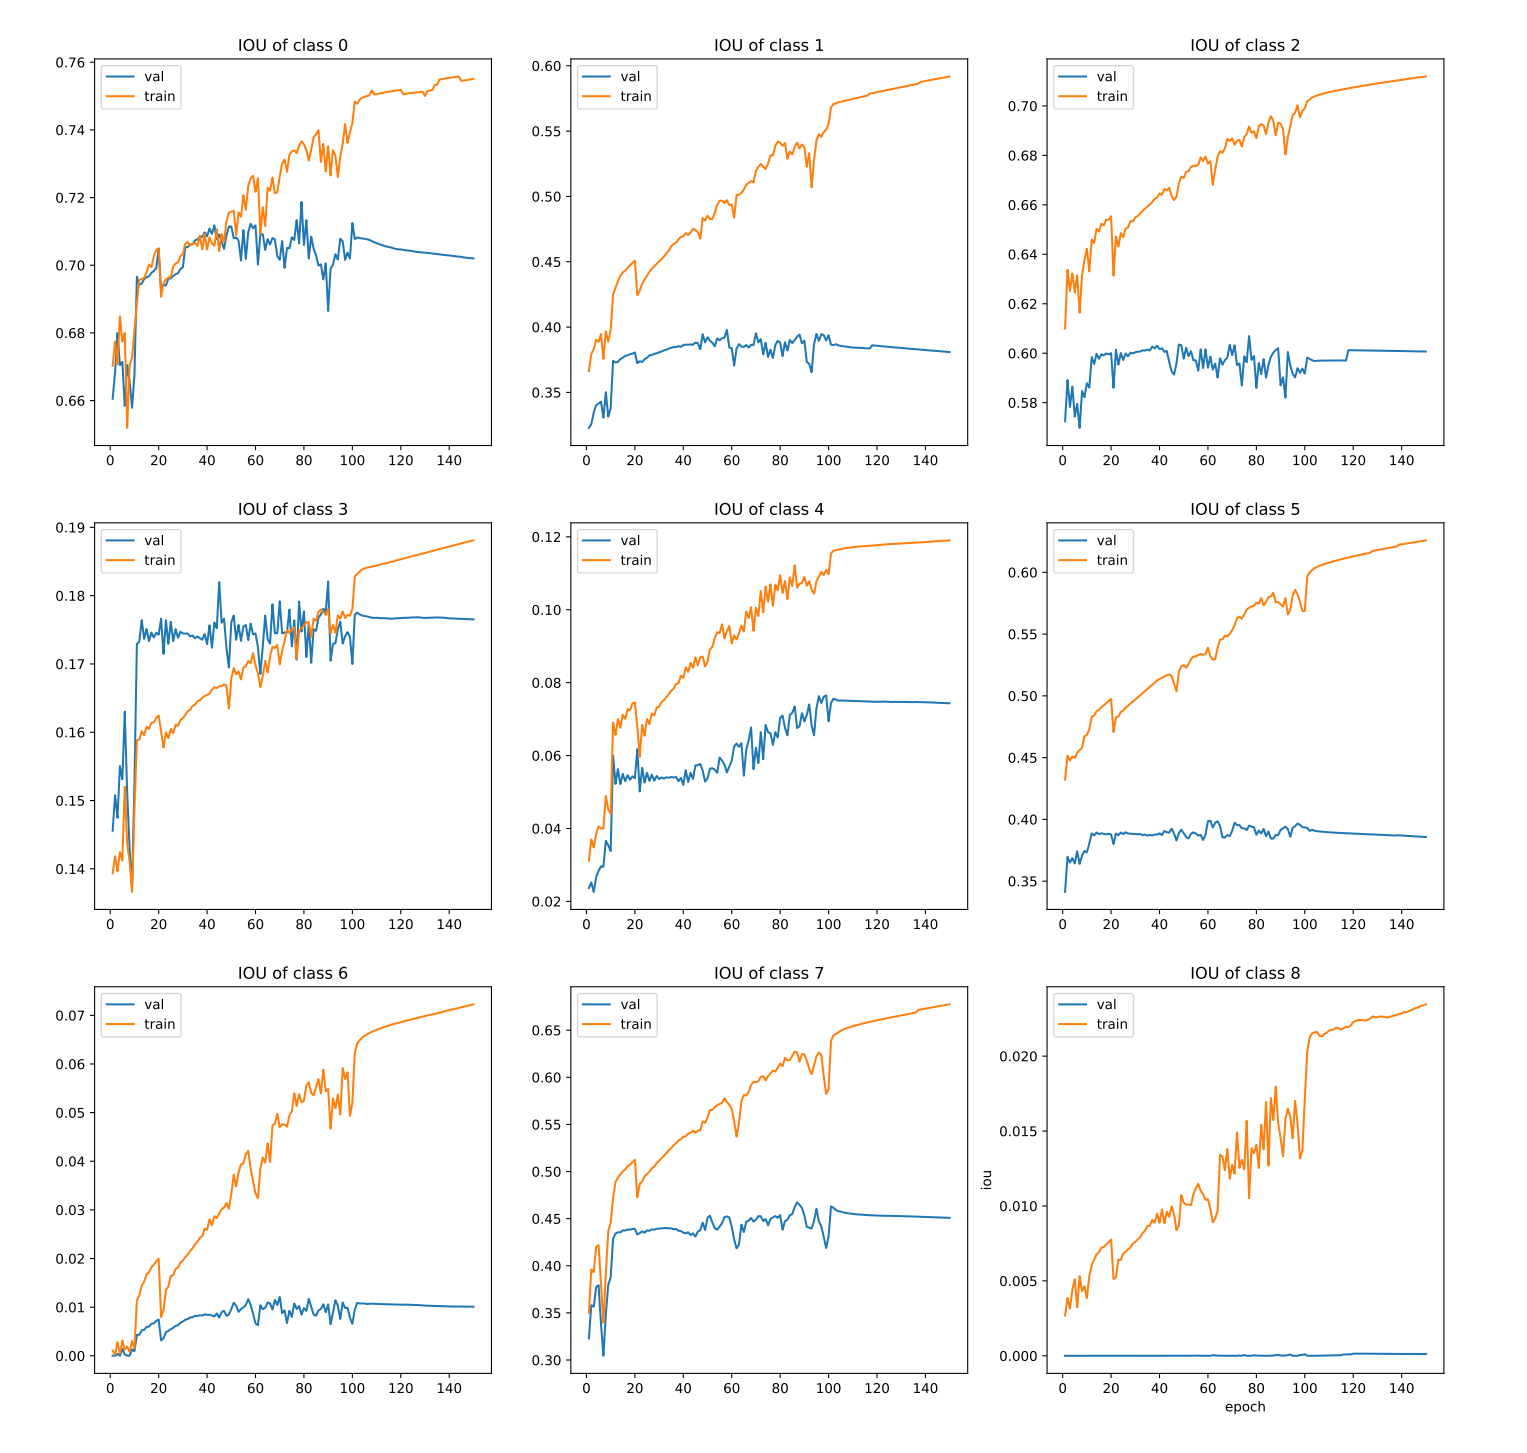 IOU of class 0
val
train
0.76
0.74
0.72
0.70
0.68
0.66
0 20 40 60 80 100 120 140
IOU of class 1
val
train
0.60
0.55
0.50
0.45
0.40
0.35
0 20 40 60 80 100 120 140
IOU of class 2
val
train
0.70
0.68
0.66
0.64
0.62
0.60
0.58
0 20 40 60 80 100 120 140
IOU of class 3
val
train
0.19
0.18
0.17
0.16
0.15
0.14
0 20 40 60 80 100 120 140
IOU of class 4
val
train
0.12
0.10
0.08
0.06
0.04
0.02
0 20 40 60 80 100 120 140
IOU of class 5
val
train
0.60
0.55
0.50
0.45
0.40
0.35
0 20 40 60 80 100 120 140
IOU of class 6
val
train
0.07
0.06
0.05
0.04
0.03
0.02
0.01
0.00
0 20 40 60 80 100 120 140
IOU of class 7
val
train
0.65
0.60
0.55
0.50
0.45
0.40
0.35
0.30
0 20 40 60 80 100 120 140
IOU of class 8
val
train
iou
0.020
0.015
0.010
0.005
0.000
0 20 40 60 80 100 120 140
epoch